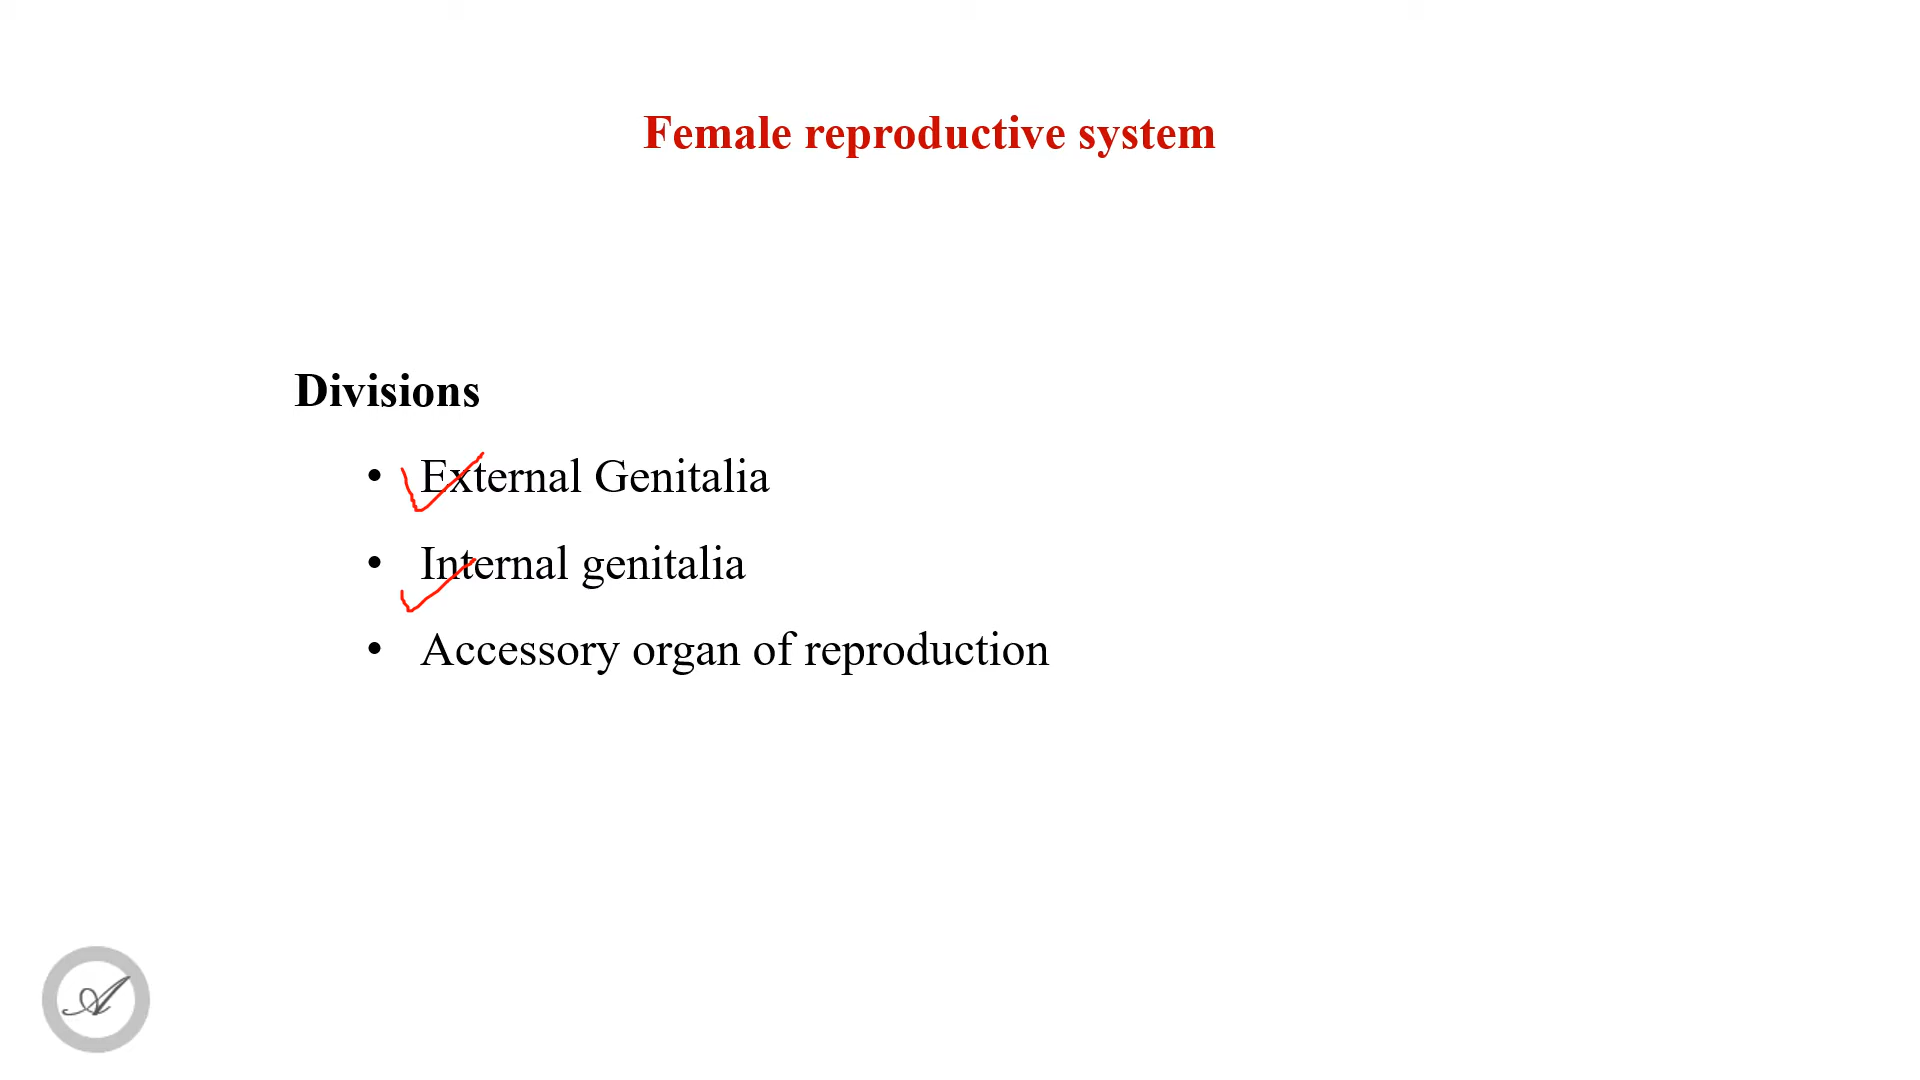 Female reproductive system
Divisions
• External Genitalia
• Internal genitalia
• Accessory organ of reproduction
A